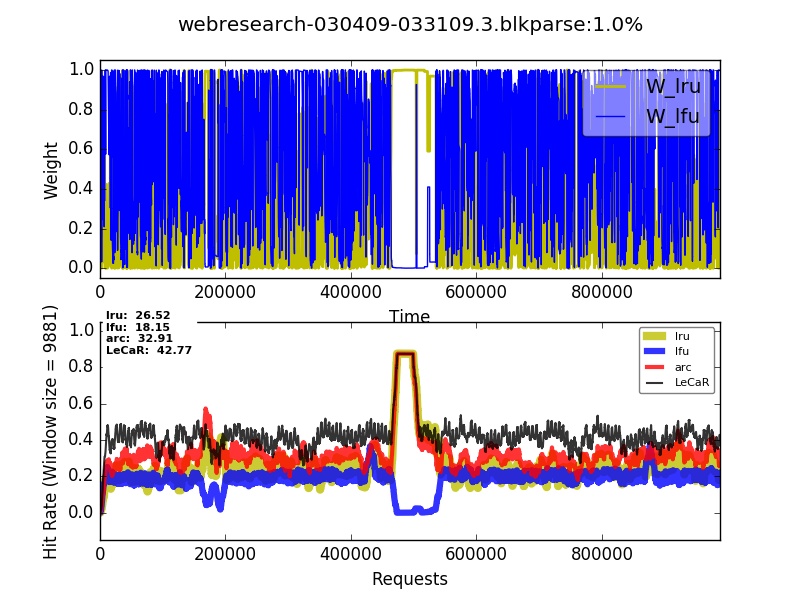 webresearch-030409-033109.3.blkparse:1.0%
1.0
0.8
0.6
0.4
0.2
0.0
Weight
W_lru
W_lfu
0 200000 400000 600000 800000
Time
lru: 26.52
lfu: 18.15
arc: 32.91
LeCaR: 42.77
1.0
0.8
0.6
0.4
0.2
0.0
Hit Rate (Window size = 9881)
lru
lfu
arc
LeCaR
0 200000 400000 600000 800000
Requests